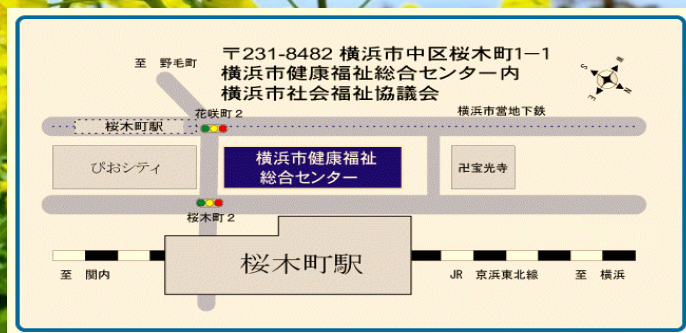 〒231-8482 横浜市中区桜木町1-1
横浜市健康福祉総合センター内
横浜市社会福祉協議会
至 野毛町
S
W
E
N
花咲町2
横浜市営地下鉄
桜木町駅
ぴおシティ
横浜市健康福祉
総合センター
卍宝光寺
桜木町2
桜木町駅
至 関内
JR 京浜東北線
至 横浜